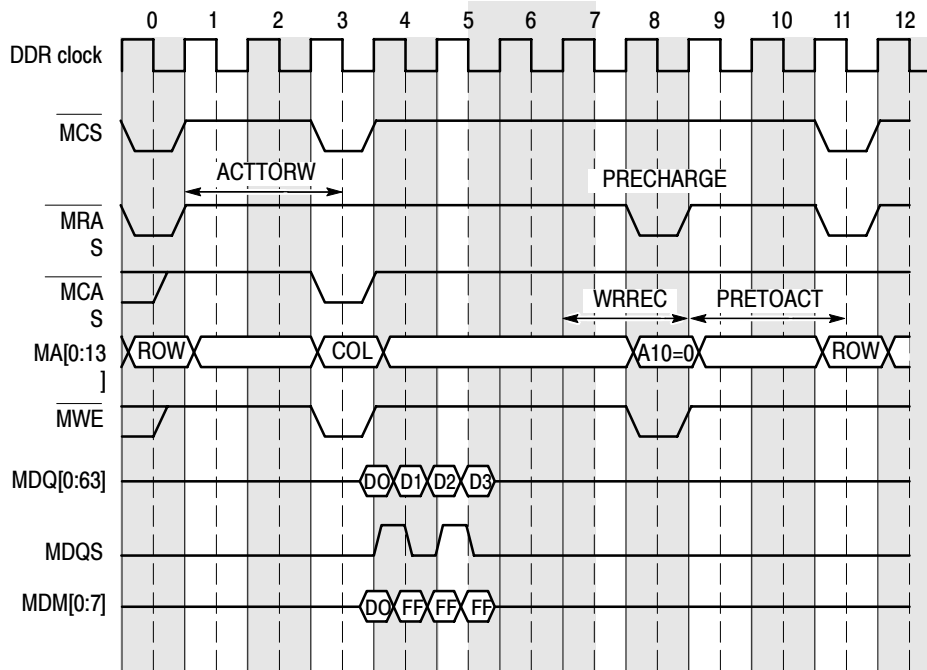 0 1 2 3 4 5 6 7 8 9 10 11 12
DDR clock
MCS
ACTTORW
PRECHARGE
MRA
S
MCA
S
WRREC PRETOACT
MA[0:13
]
ROW COL A10=0 ROW
MWE
MDQ[0:63] DO D1 D2 D3
MDQS
MDM[0:7] DO FF FF FF